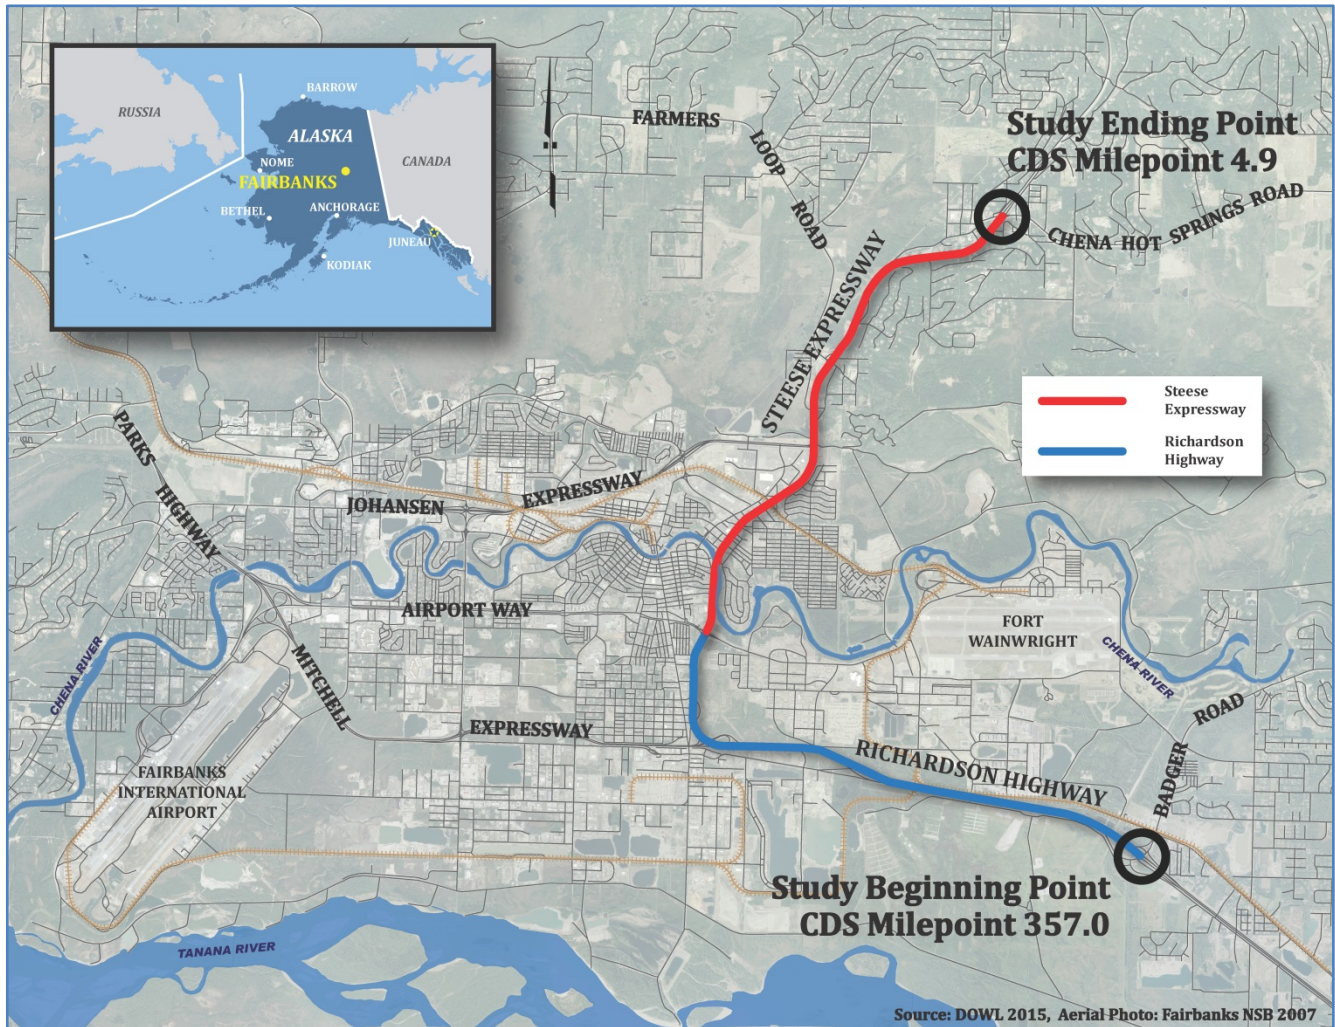 BARROW
RUSSIA
ALASKA
CANADA
NOME
FAIRBANKS
BETHEL
ANCHORAGE
JUNEAU
KODIAK
FARMERS
LOOP
ROAD
Study Ending Point
CDS Milepoint 4.9
CHENA HOT SPRINGS ROAD
STEESE EXPRESSWAY
Steese
Expressway
Richardson
Highway
PARKS
HIGHWAY
JOHANSEN
EXPRESSWAY
AIRPORT WAY
FORT
WAINWRIGHT
CHENA RIVER
CHENA RIVER
MITCHELL
EXPRESSWAY
ROAD
BADGER
RICHARDSON HIGHWAY
FAIRBANKS
INTERNATIONAL
AIRPORT
Study Beginning Point
CDS Milepoint 357.0
TANANA RIVER
Source: DOWL 2015, Aerial Photo: Fairbanks NSB 2007